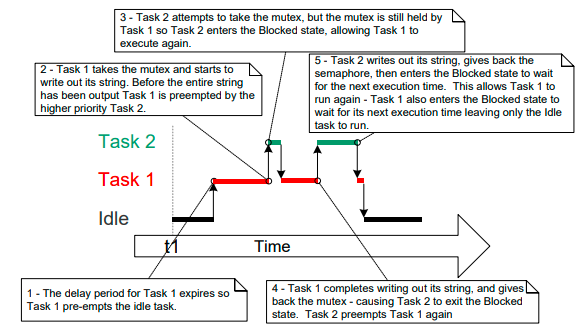 3 - Task 2 attempts to take the mutex, but the mutex is still held by
Task 1 so Task 2 enters the Blocked state, allowing Task 1 to
execute again.
2 - Task 1 takes the mutex and starts to
write out its string. Before the entire string
has been output Task 1 is preempted by the
higher priority Task 2.
5 - Task 2 writes out its string, gives back the
semaphore, then enters the Blocked state to wait
for the next execution time. This allows Task 1 to
run again - Task 1 also enters the Blocked state to
wait for its next execution time leaving only the Idle
task to run.
Task 2
Task 1
Idle
t1
Time
1 - The delay period for Task 1 expires so
Task 1 pre-empts the idle task.
4 - Task 1 completes writing out its string, and gives
back the mutex - causing Task 2 to exit the Blocked
state. Task 2 preempts Task 1 again